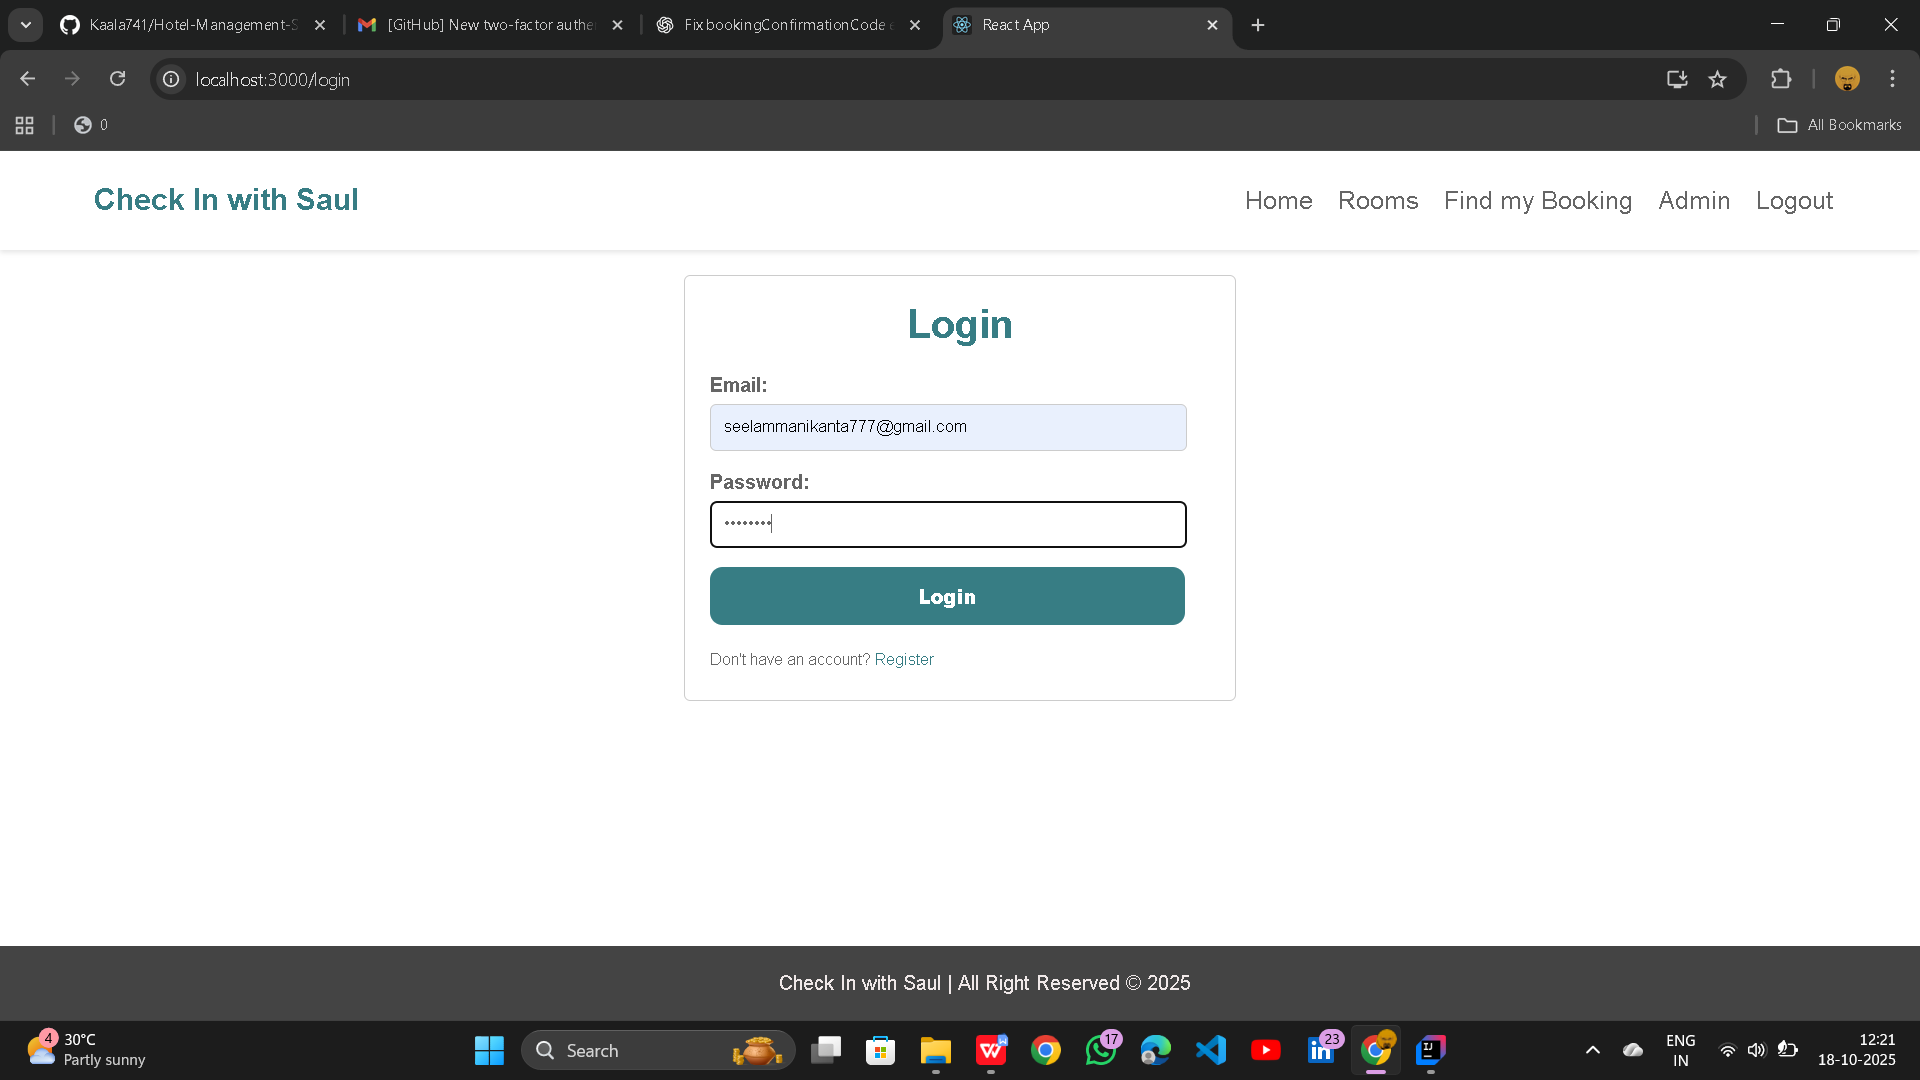 Kaala741/Hotel-Management-S
[GitHub] New two-factor authe
Fix bookingConfirmationCode e
React App
localhost:3000/login
0
All Bookmarks
Check In with Saul
Home Rooms Find my Booking Admin Logout
Login
Email:
seelammanikanta777@gmail.com
Password:
••••••••
Login
Don't have an account? Register
Check In with Saul | All Right Reserved © 2025
4
30°C
Partly sunny
Search
17
23
ENG
IN
12:21
18-10-2025